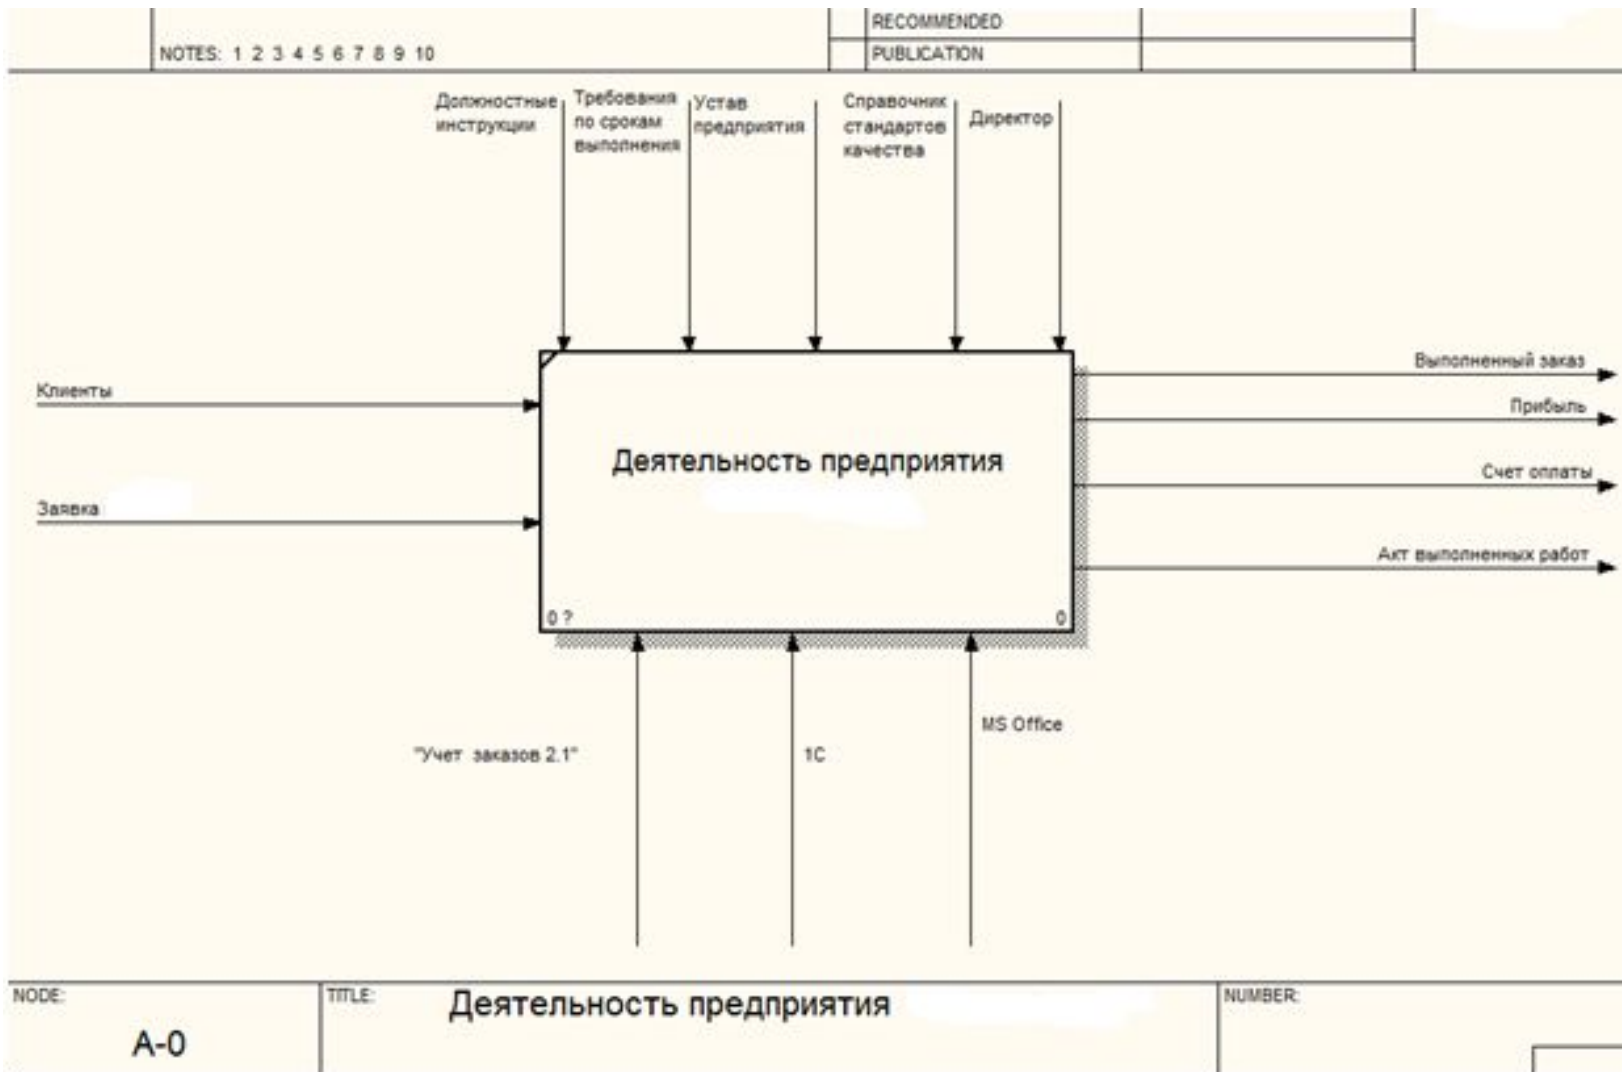 RECOMMENDED
NOTES: 1 2 3 4 5 6 7 8 9 10
PUBLICATION
Должностные
инструкции
Требования
по срокам
выполнения
Устав
предприятия
Справочник
стандартов
качества
Директор
Клиенты
Заявка
Деятельность предприятия
0 ?
0
Выполненный заказ
Прибыль
Счет оплаты
Акт выполненных работ
"Учет заказов 2.1"
1С
MS Office
NODE:
A-0
TITLE:
Деятельность предприятия
NUMBER: